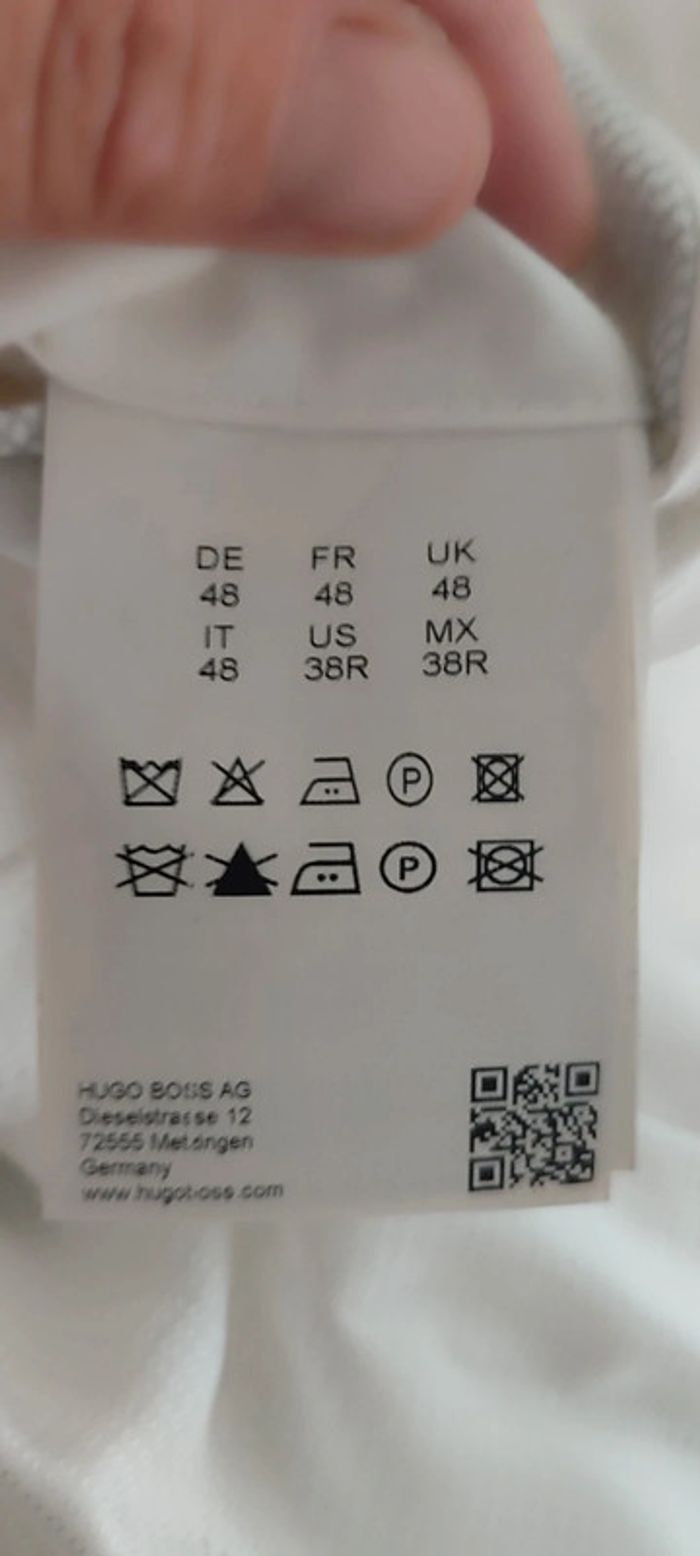 DE FR UK
48 48 48
IT US MX
48 38R 38R
P
P
HUGO BOSS AG
Dieselstrasse 12
72555 Metzingen
Germany
www.hugoboss.com